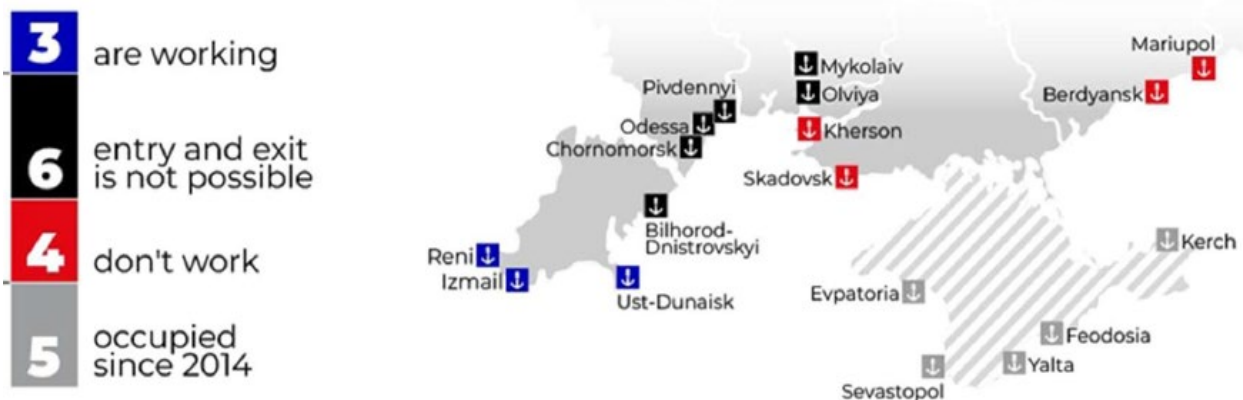 3
are working
6
entry and exit
is not possible
4
don't work
5
occupied
since 2014
Mariupol
Mykolaiv
Pivdennyi
Olviya
Berdyansk
Odessa
Kherson
Chornomorsk
Skadovsk
Bilhorod-
Dnistrovskyi
Kerch
Reni
Izmail
Ust-Dunaisk
Evpatoria
Feodosia
Yalta
Sevastopol